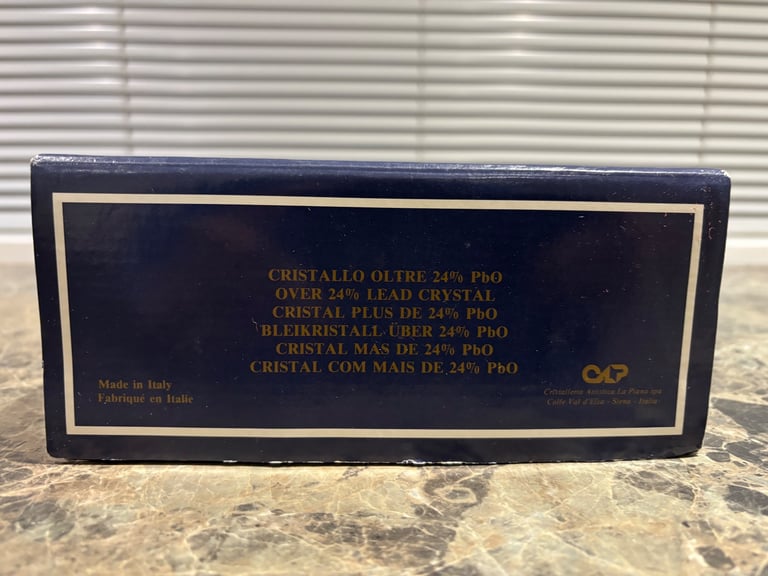 CRISTALLO OLTRE 24% PbO
OVER 24% LEAD CRYSTAL
CRISTAL PLUS DE 24% PbO
BLEIKRISTALL ÜBER 24% PbO
CRISTAL MÁS DE 24% PbO
CRISTAL COM MAIS DE 24% PbO
Made in Italy
Fabriqué en Italie
CALP
Cristalleria Artistica La Piana spa
Colle Val d'Elsa - Siena - Italia